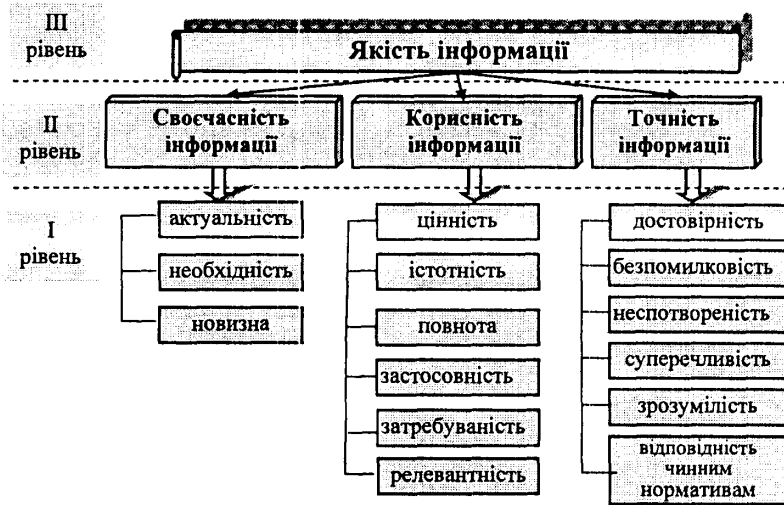 III
рівень
Якість інформації
II
рівень
Своєчасність
інформації
Корисність
інформації
Точність
інформації
I
рівень
актуальність
необхідність
новизна
цінність
істотність
повнота
застосовність
затребуваність
релевантність
достовірність
безпомилковість
неспотвореність
суперечливість
зрозумілість
відповідність
чинним
нормативам